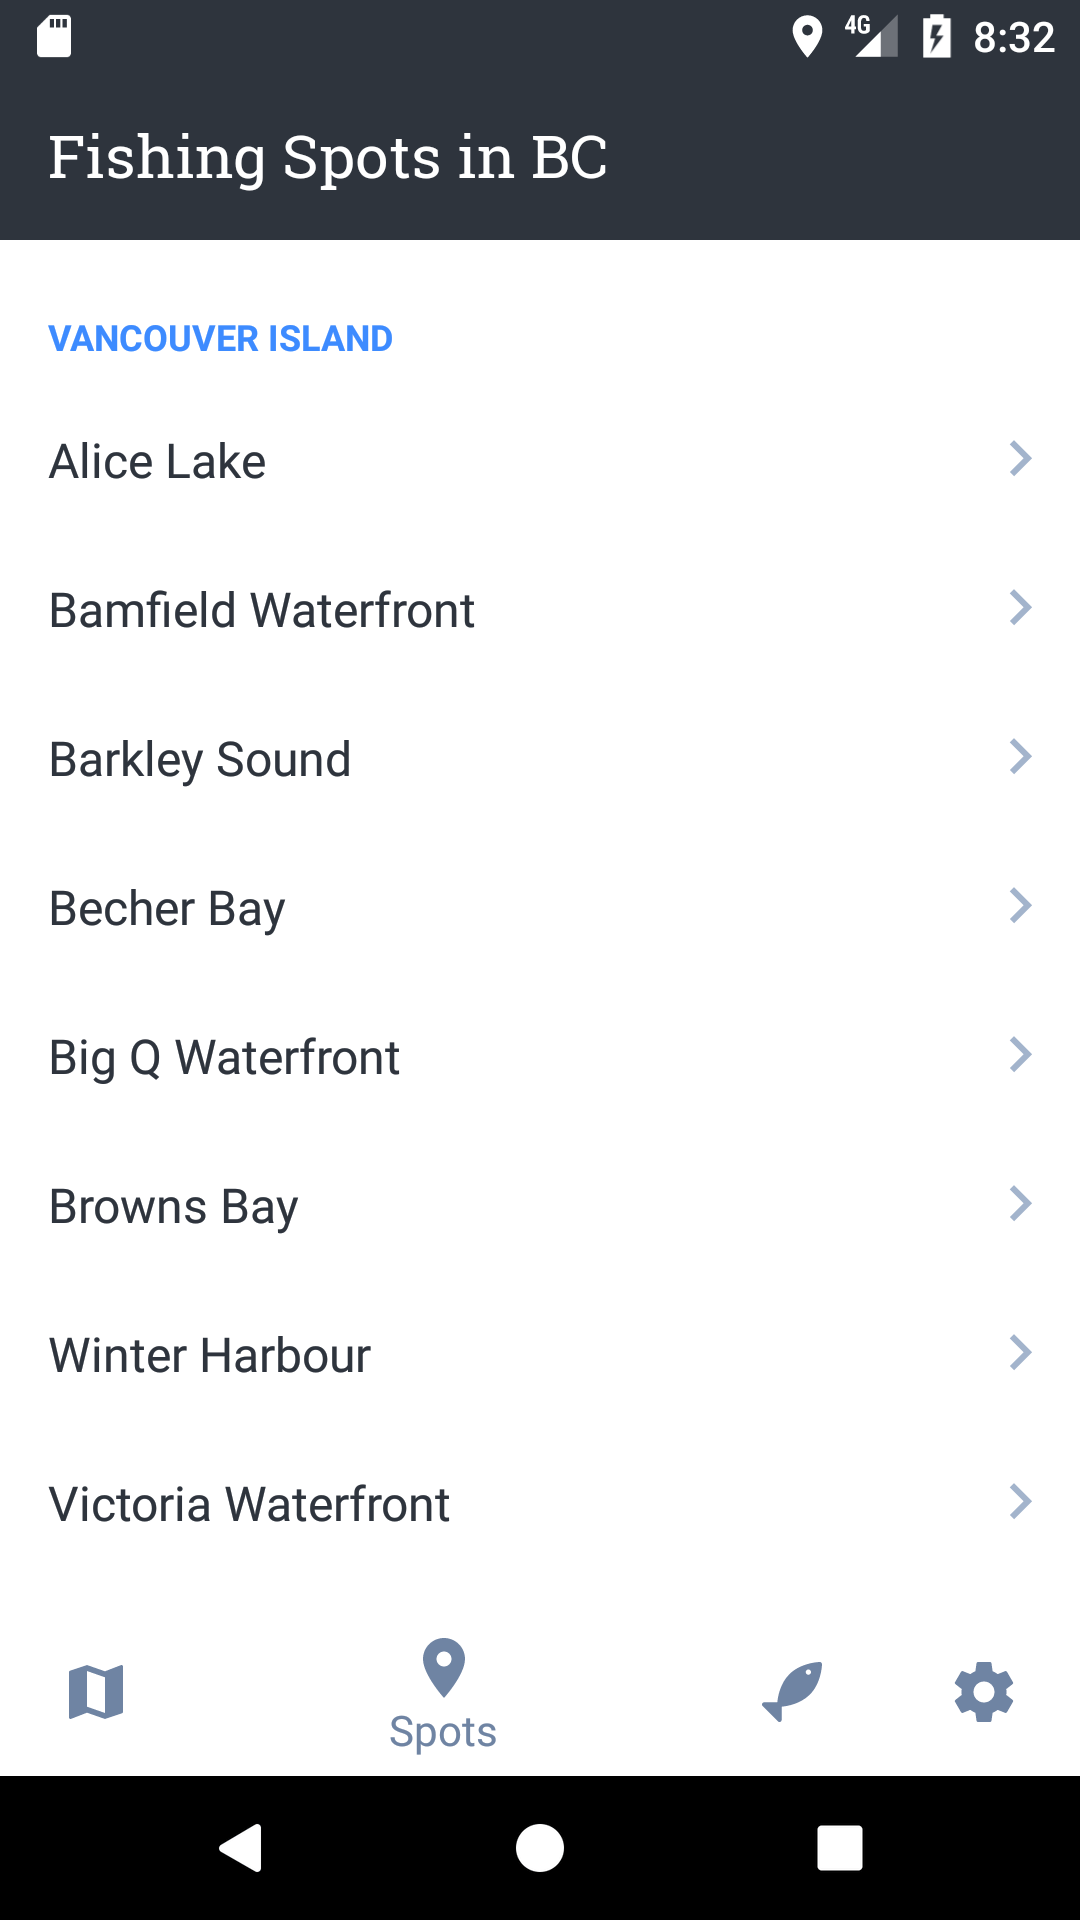 4G 8:32
Fishing Spots in BC
VANCOUVER ISLAND
Alice Lake
Bamfield Waterfront
Barkley Sound
Becher Bay
Big Q Waterfront
Browns Bay
Winter Harbour
Victoria Waterfront
Spots